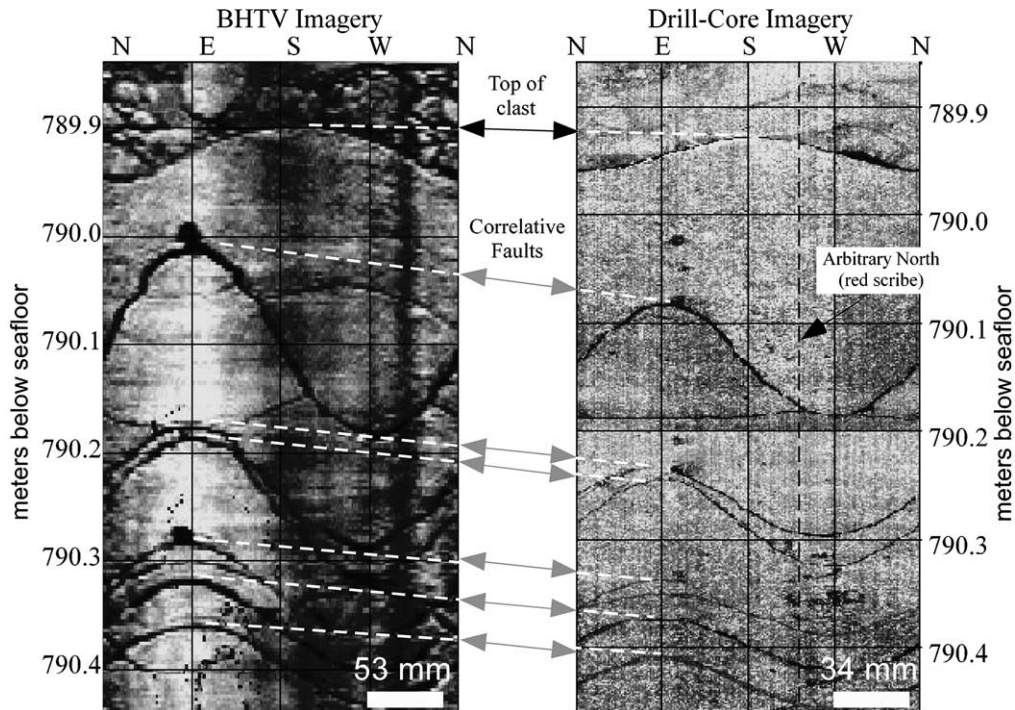 BHTV Imagery
Drill-Core Imagery
N E S W N
N E S W N
Top of
clast
Correlative
Faults
Arbitrary North
(red scribe)
789.9
790.0
790.1
790.2
790.3
790.4
789.9
790.0
790.1
790.2
790.3
790.4
meters below seafloor
meters below seafloor
53 mm
34 mm